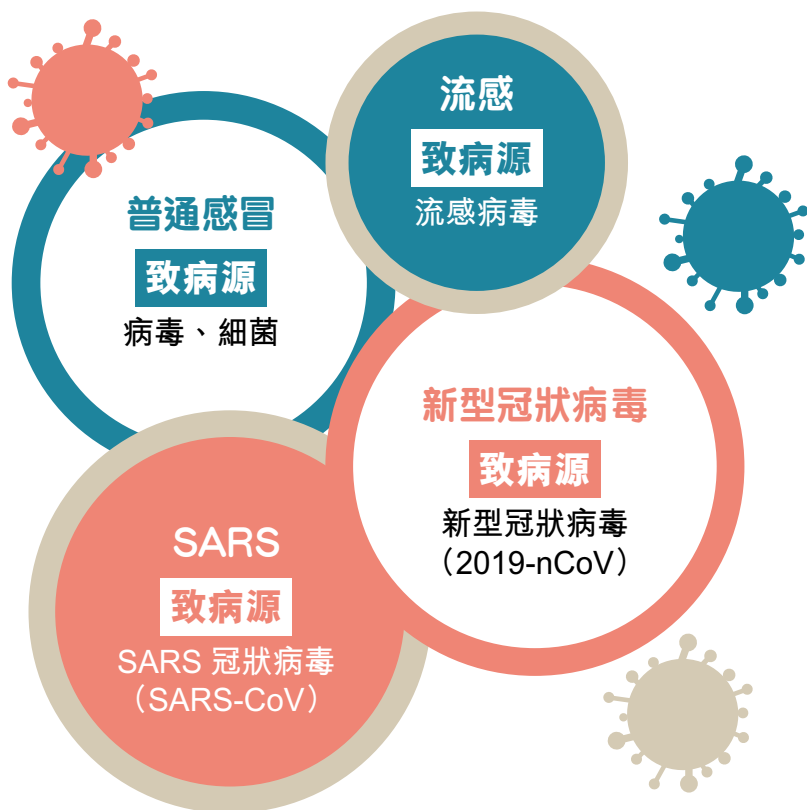 流感
致病源
流感病毒
普通感冒
致病源
病毒、細菌
新型冠狀病毒
致病源
新型冠狀病毒
（2019-nCoV）
SARS
致病源
SARS 冠狀病毒
（SARS-CoV）